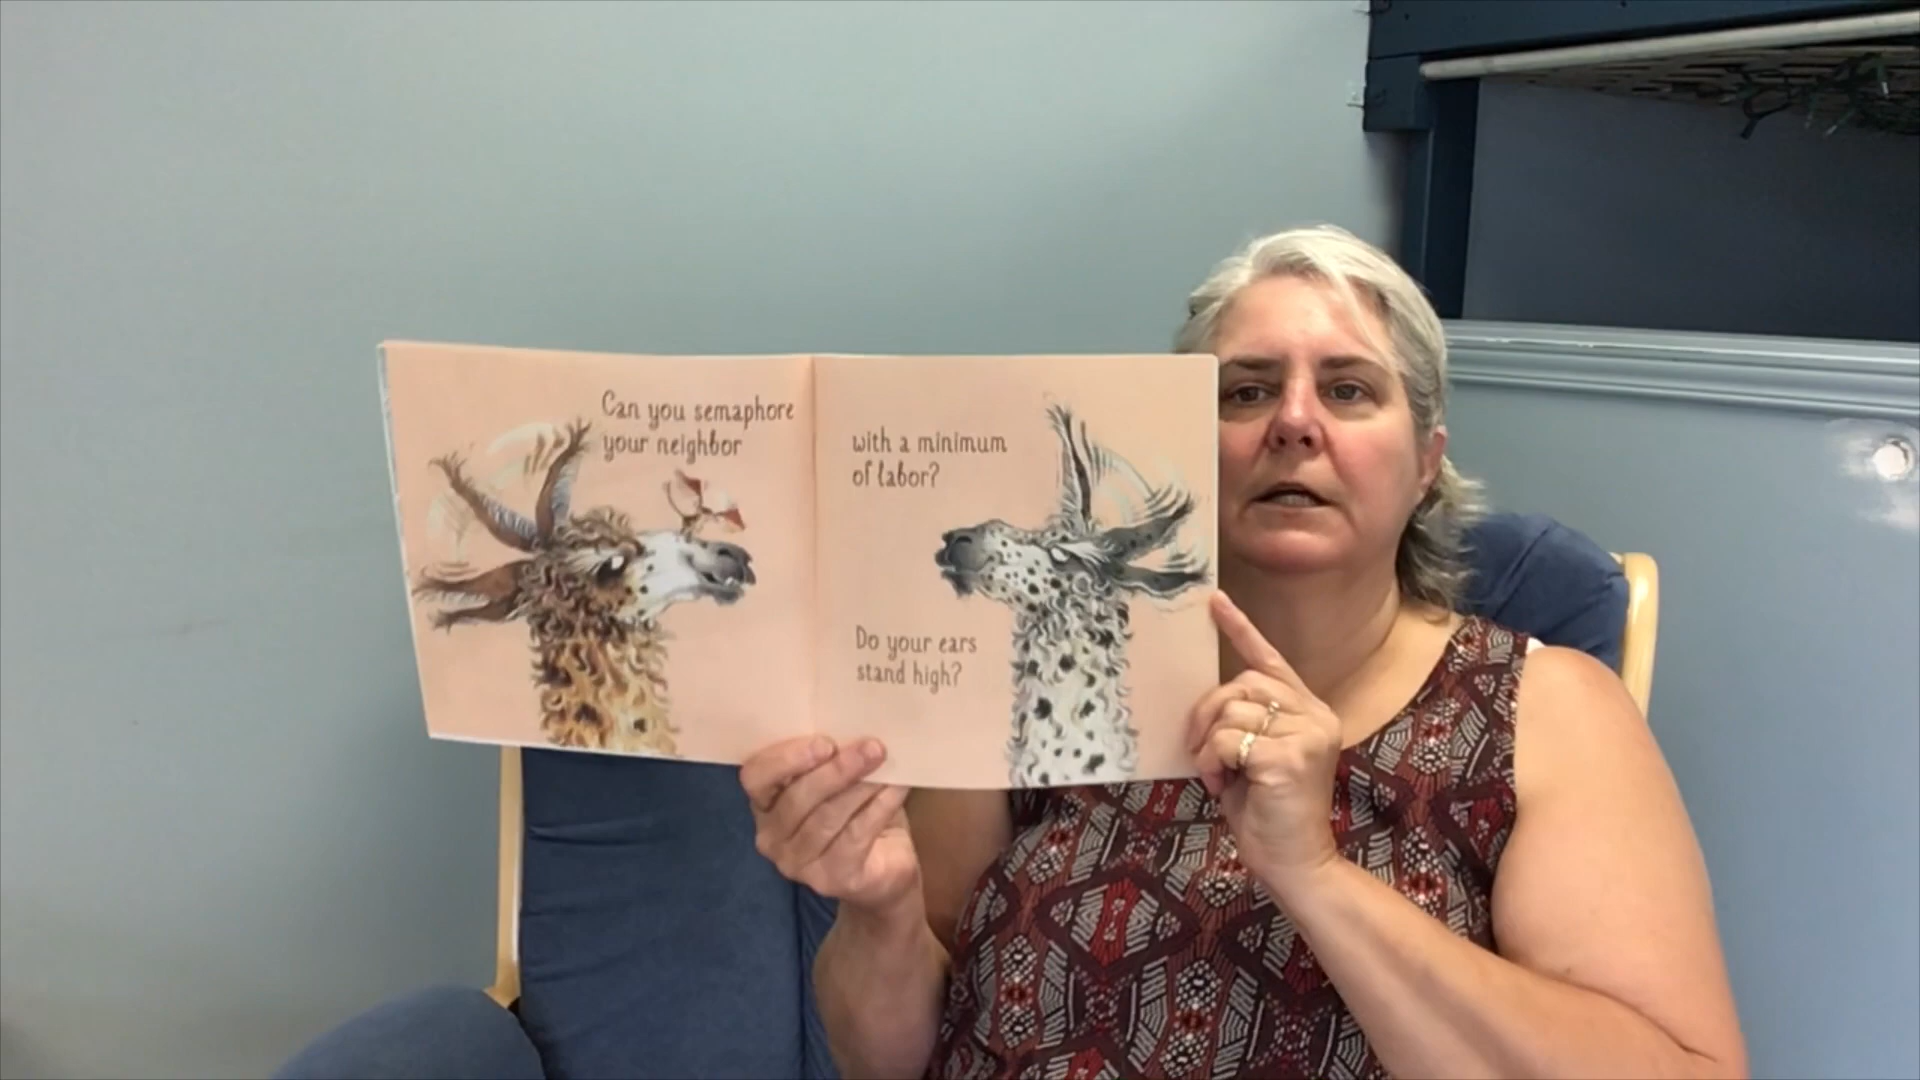 Can you semaphore
your neighbor
with a minimum
of labor?
Do your ears
stand high?